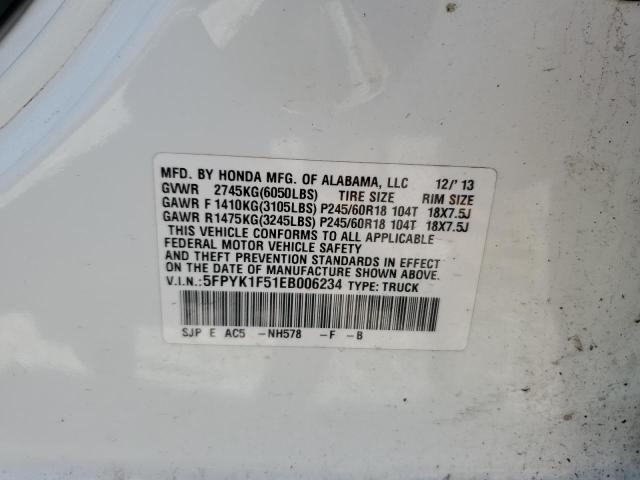 MFD. BY HONDA MFG. OF ALABAMA, LLC 12/'13
GVWR 2745KG(6050LBS) TIRE SIZE RIM SIZE
GAWR F 1410KG(3105LBS) P245/60R18 104T 18X7.5J
GAWR R1475KG(3245LBS) P245/60R18 104T 18X7.5J
THIS VEHICLE CONFORMS TO ALL APPLICABLE
FEDERAL MOTOR VEHICLE SAFETY
AND THEFT PREVENTION STANDARDS IN EFFECT
ON THE DATE OF MANUFACTURE SHOWN ABOVE.
V.I.N.: 5FPYK1F51EB006234 TYPE: TRUCK
SJP E AC5 -NH578 -F -B